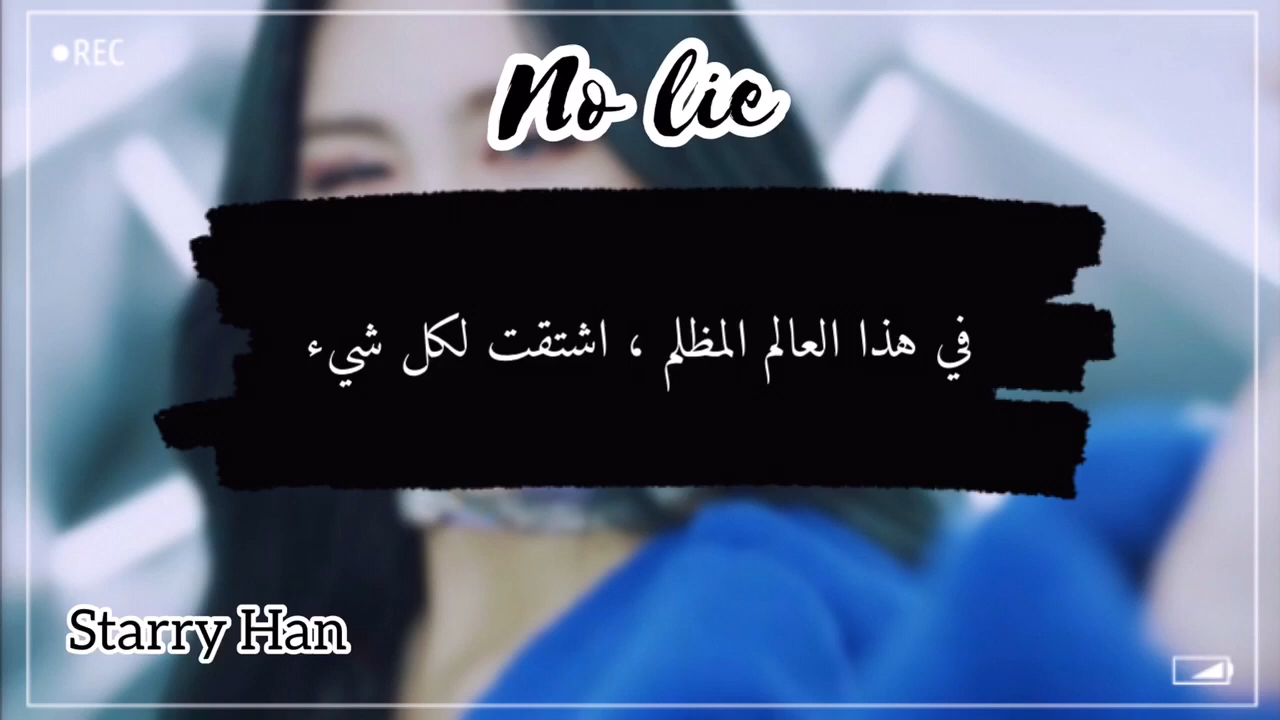 ●REC
No lie
في هذا العالم المظلم ، اشتقت لكل شيء
Starry Han